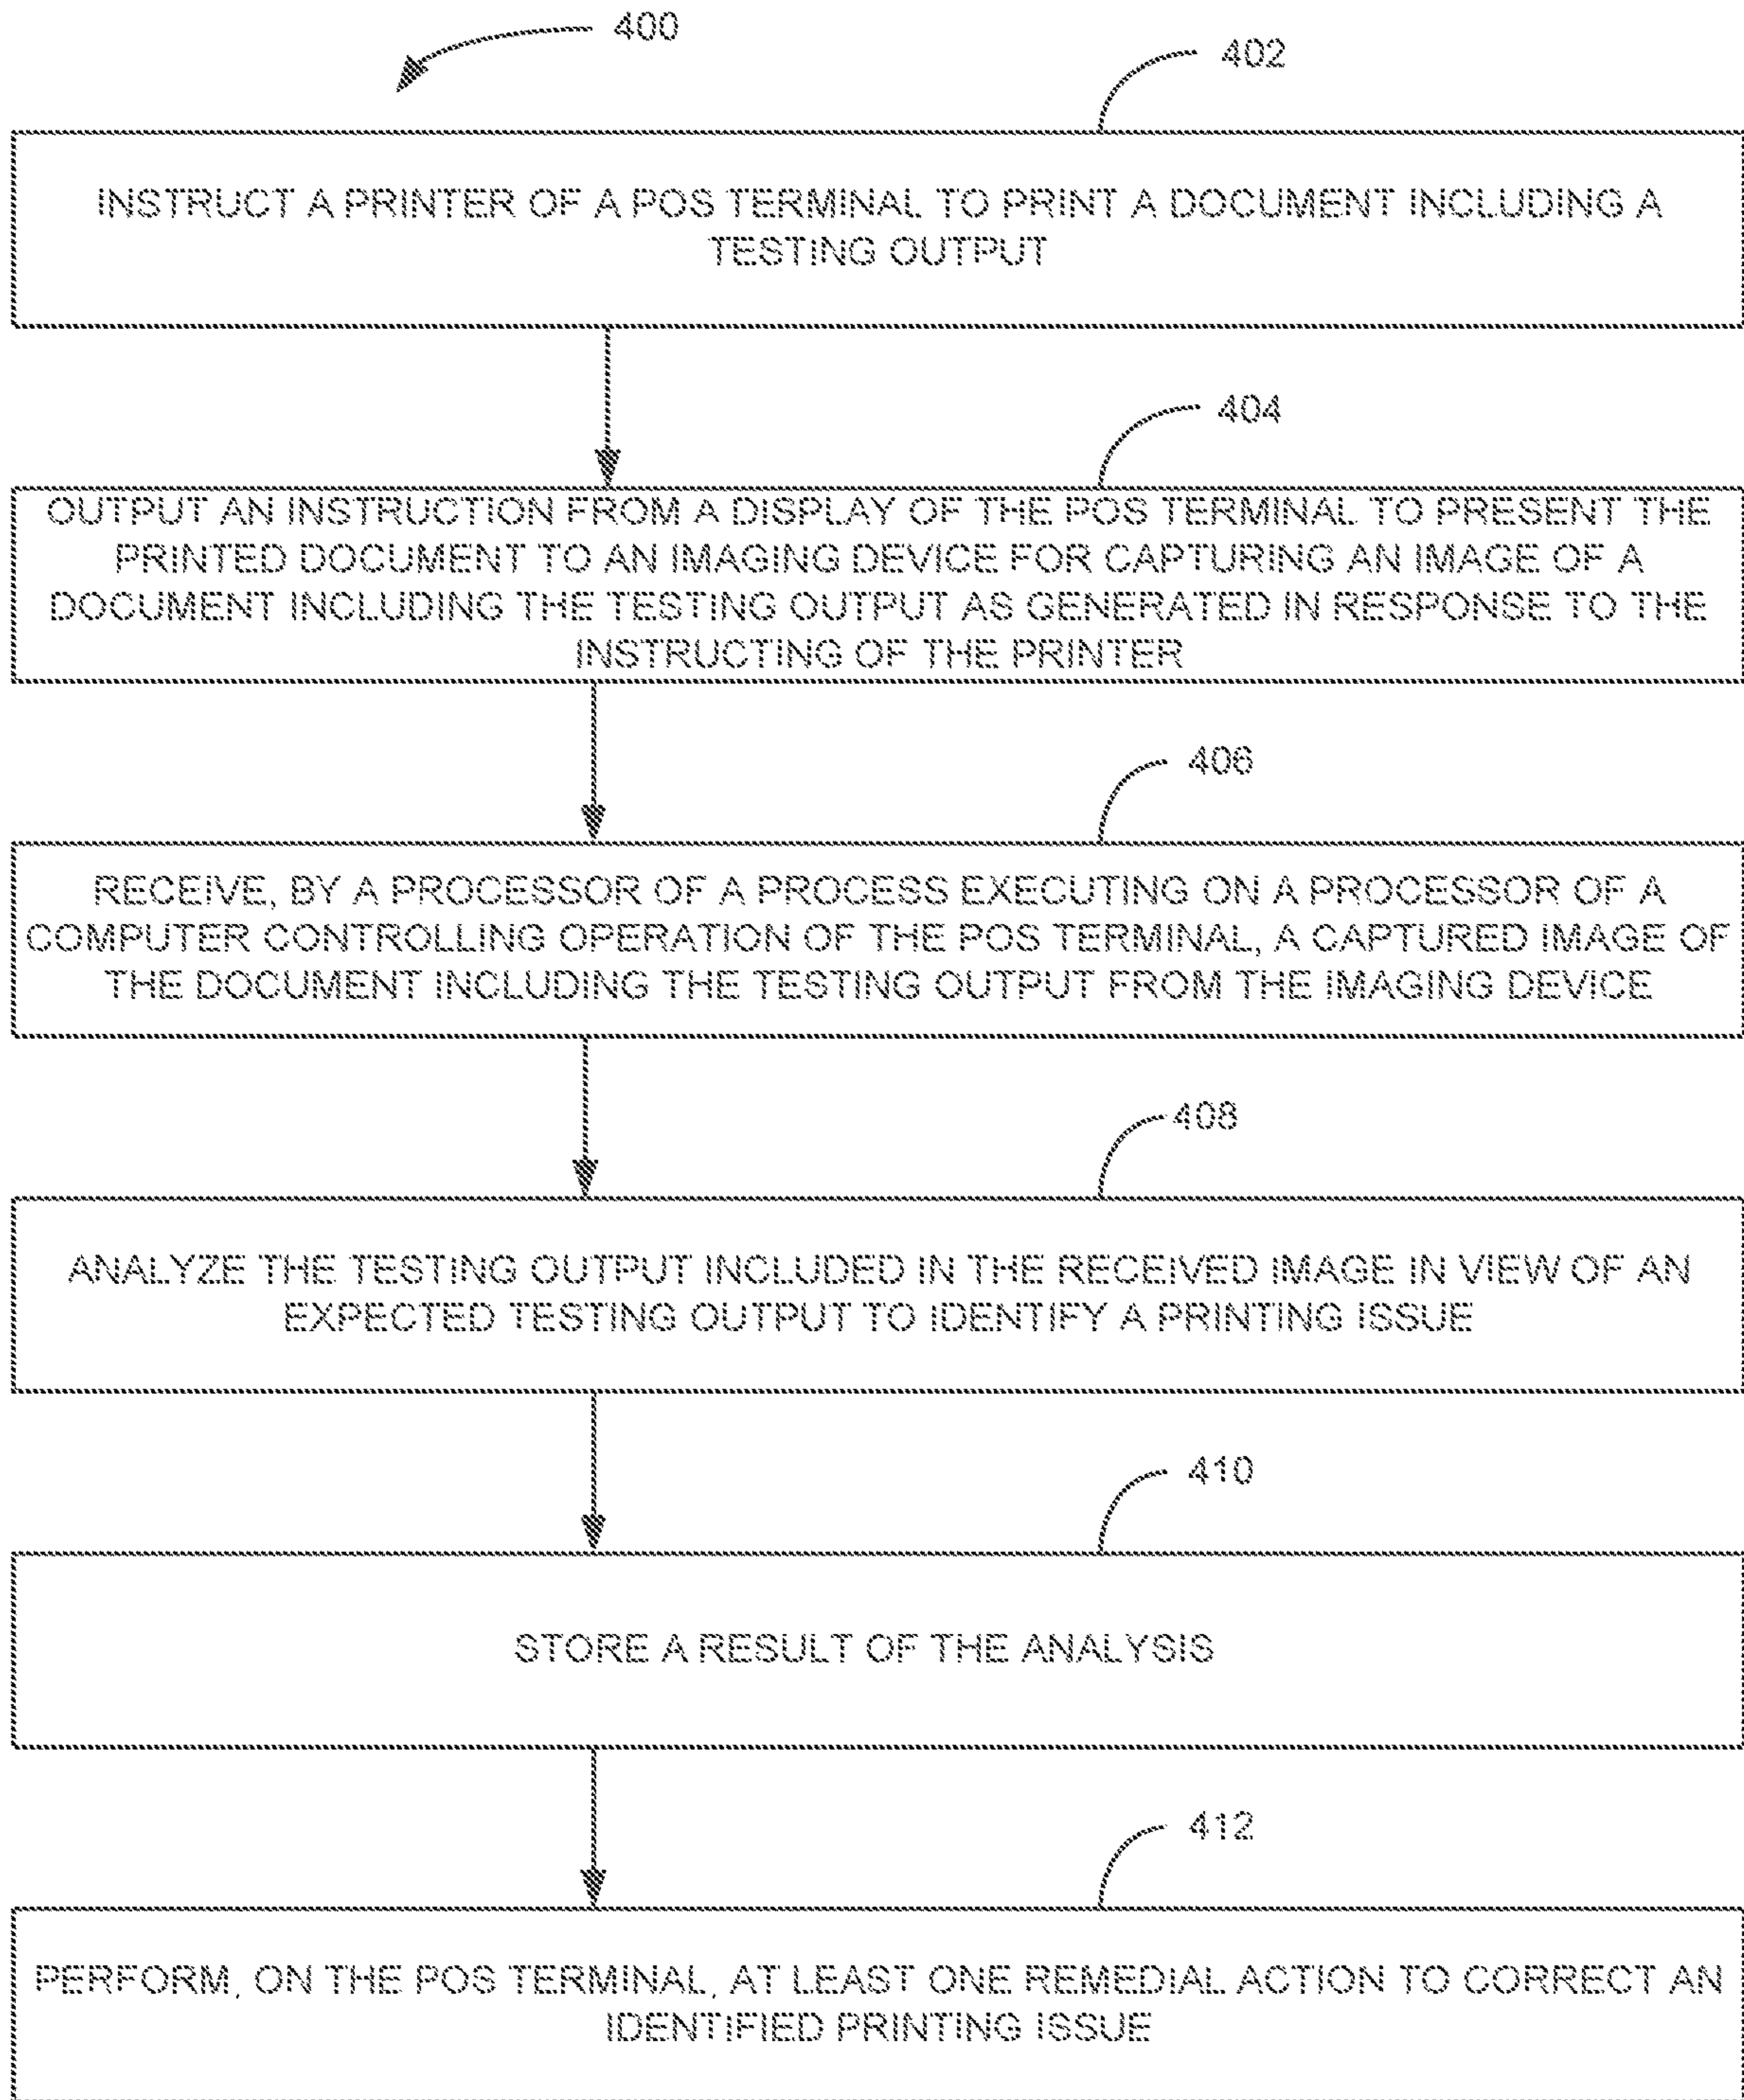 400
402
INSTRUCT A PRINTER OF A POS TERMINAL TO PRINT A DOCUMENT INCLUDING A
TESTING OUTPUT
404
OUTPUT AN INSTRUCTION FROM A DISPLAY OF THE POS TERMINAL TO PRESENT THE
PRINTED DOCUMENT TO AN IMAGING DEVICE FOR CAPTURING AN IMAGE OF A
DOCUMENT INCLUDING THE TESTING OUTPUT AS GENERATED IN RESPONSE TO THE
INSTRUCTING OF THE PRINTER
406
RECEIVE, BY A PROCESSOR OF A PROCESS EXECUTING ON A PROCESSOR OF A
COMPUTER CONTROLLING OPERATION OF THE POS TERMINAL, A CAPTURED IMAGE OF
THE DOCUMENT INCLUDING THE TESTING OUTPUT FROM THE IMAGING DEVICE
408
ANALYZE THE TESTING OUTPUT INCLUDED IN THE RECEIVED IMAGE IN VIEW OF AN
EXPECTED TESTING OUTPUT TO IDENTIFY A PRINTING ISSUE
410
STORE A RESULT OF THE ANALYSIS
412
PERFORM, ON THE POS TERMINAL, AT LEAST ONE REMEDIAL ACTION TO CORRECT AN
IDENTIFIED PRINTING ISSUE